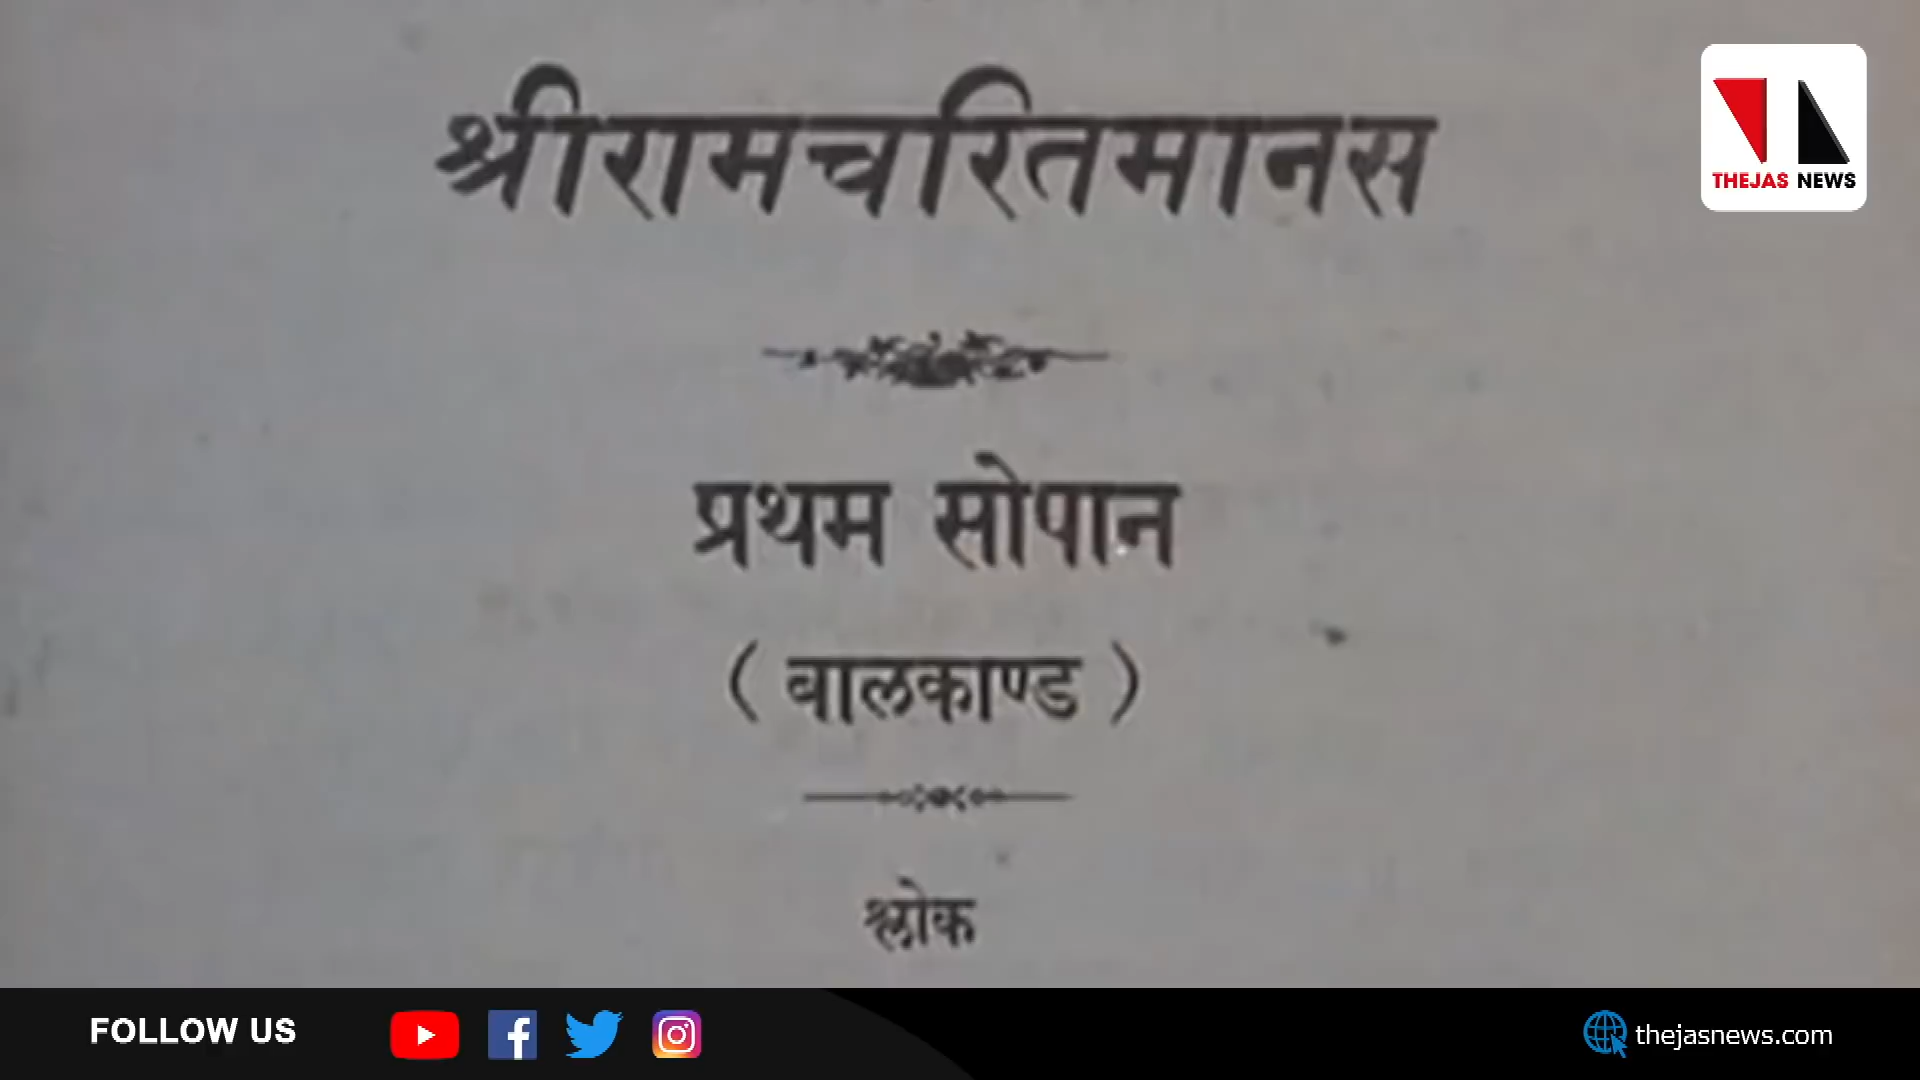 श्रीरामचरितमानस
THEJAS NEWS
प्रथम सोपान
( बालकाण्ड )
श्लोक
FOLLOW US
thejasnews.com